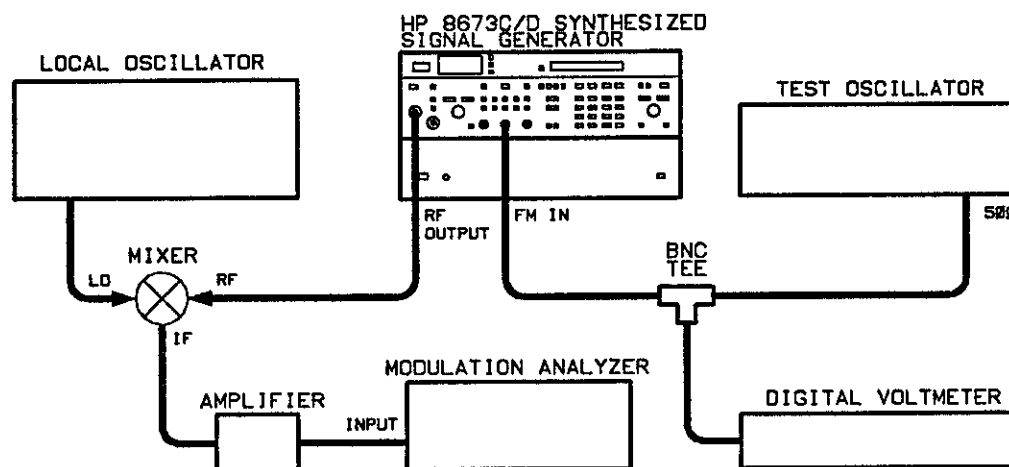 HP 8673C/D SYNTHESIZED
SIGNAL GENERATOR
LOCAL OSCILLATOR
TEST OSCILLATOR
RF
OUTPUT
FM IN
MIXER
LO
RF
BNC
TEE
IF
MODULATION ANALYZER
AMPLIFIER
INPUT
DIGITAL VOLTMETER